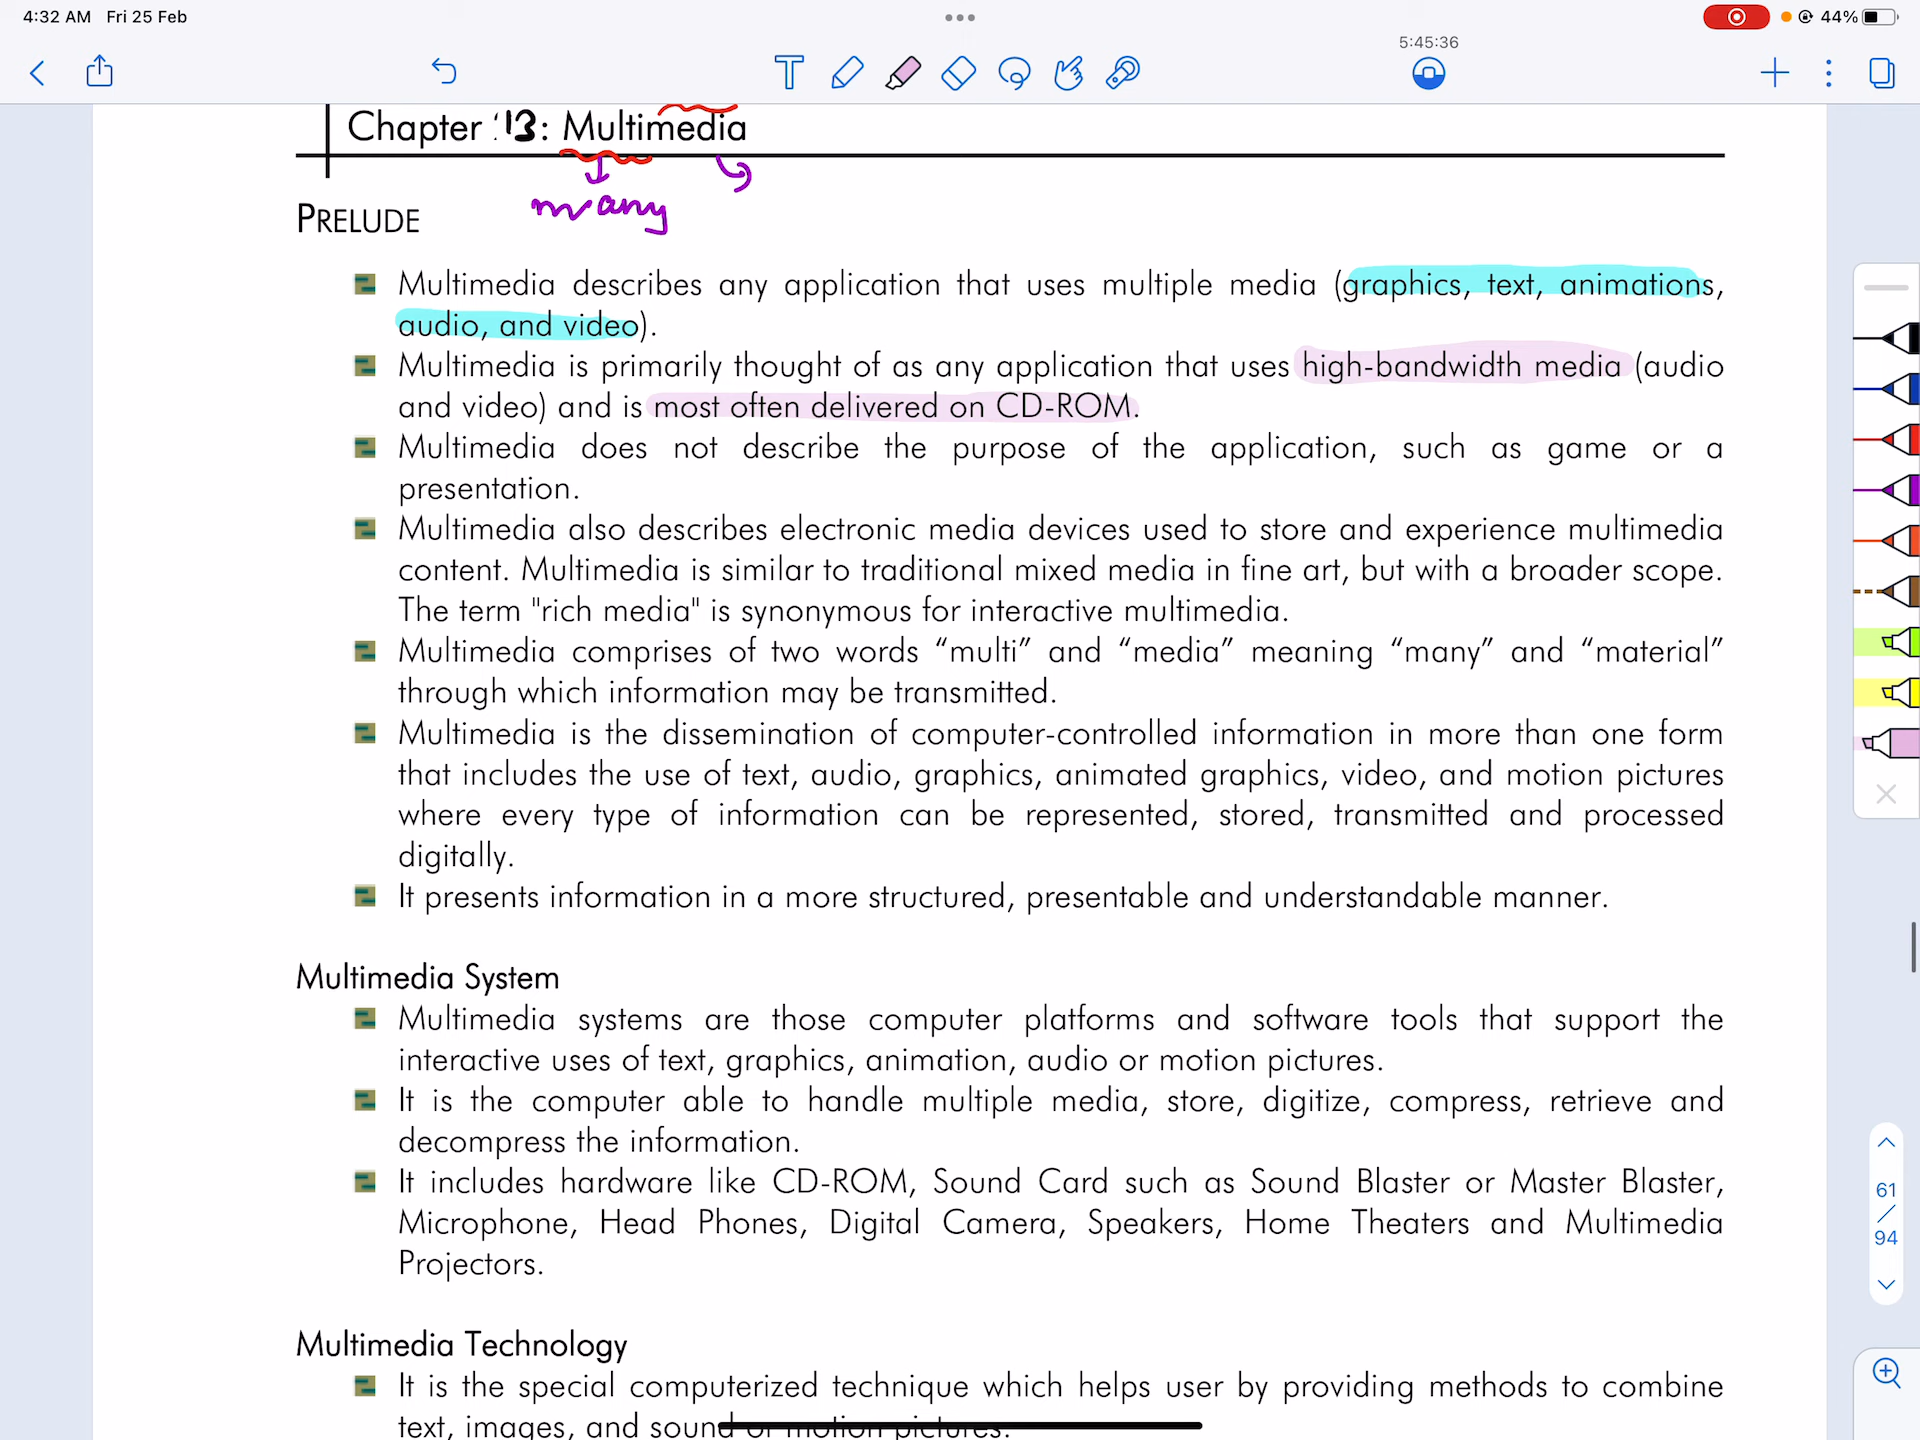 4:32 AM Fri 25 Feb
44%
5:45:36
Chapter 13: Multimedia
many
PRELUDE
Multimedia describes any application that uses multiple media (graphics, text, animations,
audio, and video).
Multimedia is primarily thought of as any application that uses high-bandwidth media (audio
and video) and is most often delivered on CD-ROM.
Multimedia does not describe the purpose of the application, such as game or a
presentation.
Multimedia also describes electronic media devices used to store and experience multimedia
content. Multimedia is similar to traditional mixed media in fine art, but with a broader scope.
The term "rich media" is synonymous for interactive multimedia.
Multimedia comprises of two words “multi” and “media” meaning “many” and “material”
through which information may be transmitted.
Multimedia is the dissemination of computer-controlled information in more than one form
that includes the use of text, audio, graphics, animated graphics, video, and motion pictures
where every type of information can be represented, stored, transmitted and processed
digitally.
It presents information in a more structured, presentable and understandable manner.
Multimedia System
Multimedia systems are those computer platforms and software tools that support the
interactive uses of text, graphics, animation, audio or motion pictures.
It is the computer able to handle multiple media, store, digitize, compress, retrieve and
decompress the information.
It includes hardware like CD-ROM, Sound Card such as Sound Blaster or Master Blaster,
Microphone, Head Phones, Digital Camera, Speakers, Home Theaters and Multimedia
Projectors.
61
/
94
Multimedia Technology
It is the special computerized technique which helps user by providing methods to combine
text, images, and sound or motion pictures.